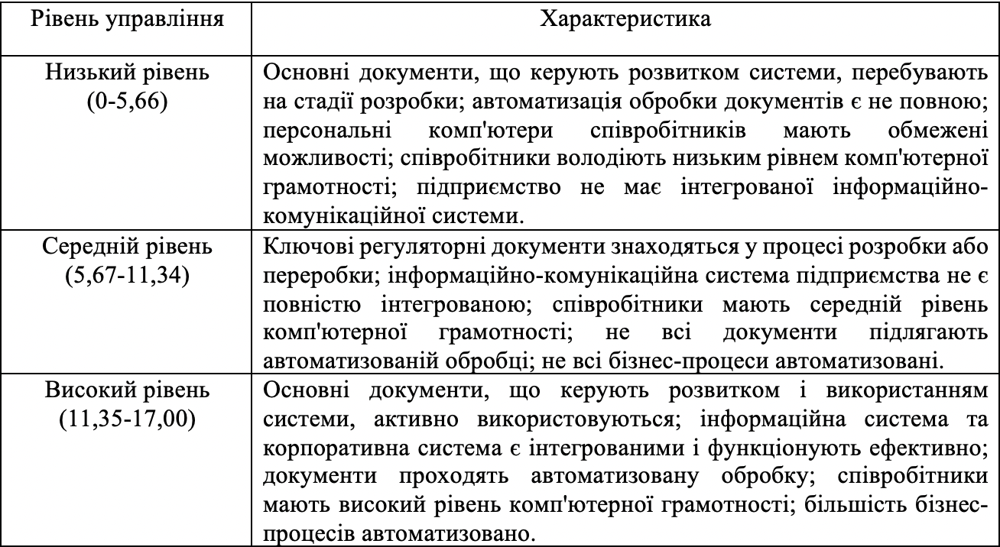 Рівень управління
Характеристика
Низький рівень
(0-5,66)
Основні документи, що керують розвитком системи, перебувають
на стадії розробки; автоматизація обробки документів є не повною;
персональні комп'ютери співробітників мають обмежені
можливості; співробітники володіють низьким рівнем комп'ютерної
грамотності; підприємство не має інтегрованої інформаційно-
комунікаційної системи.
Середній рівень
(5,67-11,34)
Ключові регуляторні документи знаходяться у процесі розробки або
переробки; інформаційно-комунікаційна система підприємства не є
повністю інтегрованою; співробітники мають середній рівень
комп'ютерної грамотності; не всі документи підлягають
автоматизованій обробці; не всі бізнес-процеси автоматизовані.
Високий рівень
(11,35-17,00)
Основні документи, що керують розвитком і використанням
системи, активно використовуються; інформаційна система та
корпоративна система є інтегрованими і функціонують ефективно;
документи проходять автоматизовану обробку; співробітники
мають високий рівень комп'ютерної грамотності; більшість бізнес-
процесів автоматизовано.